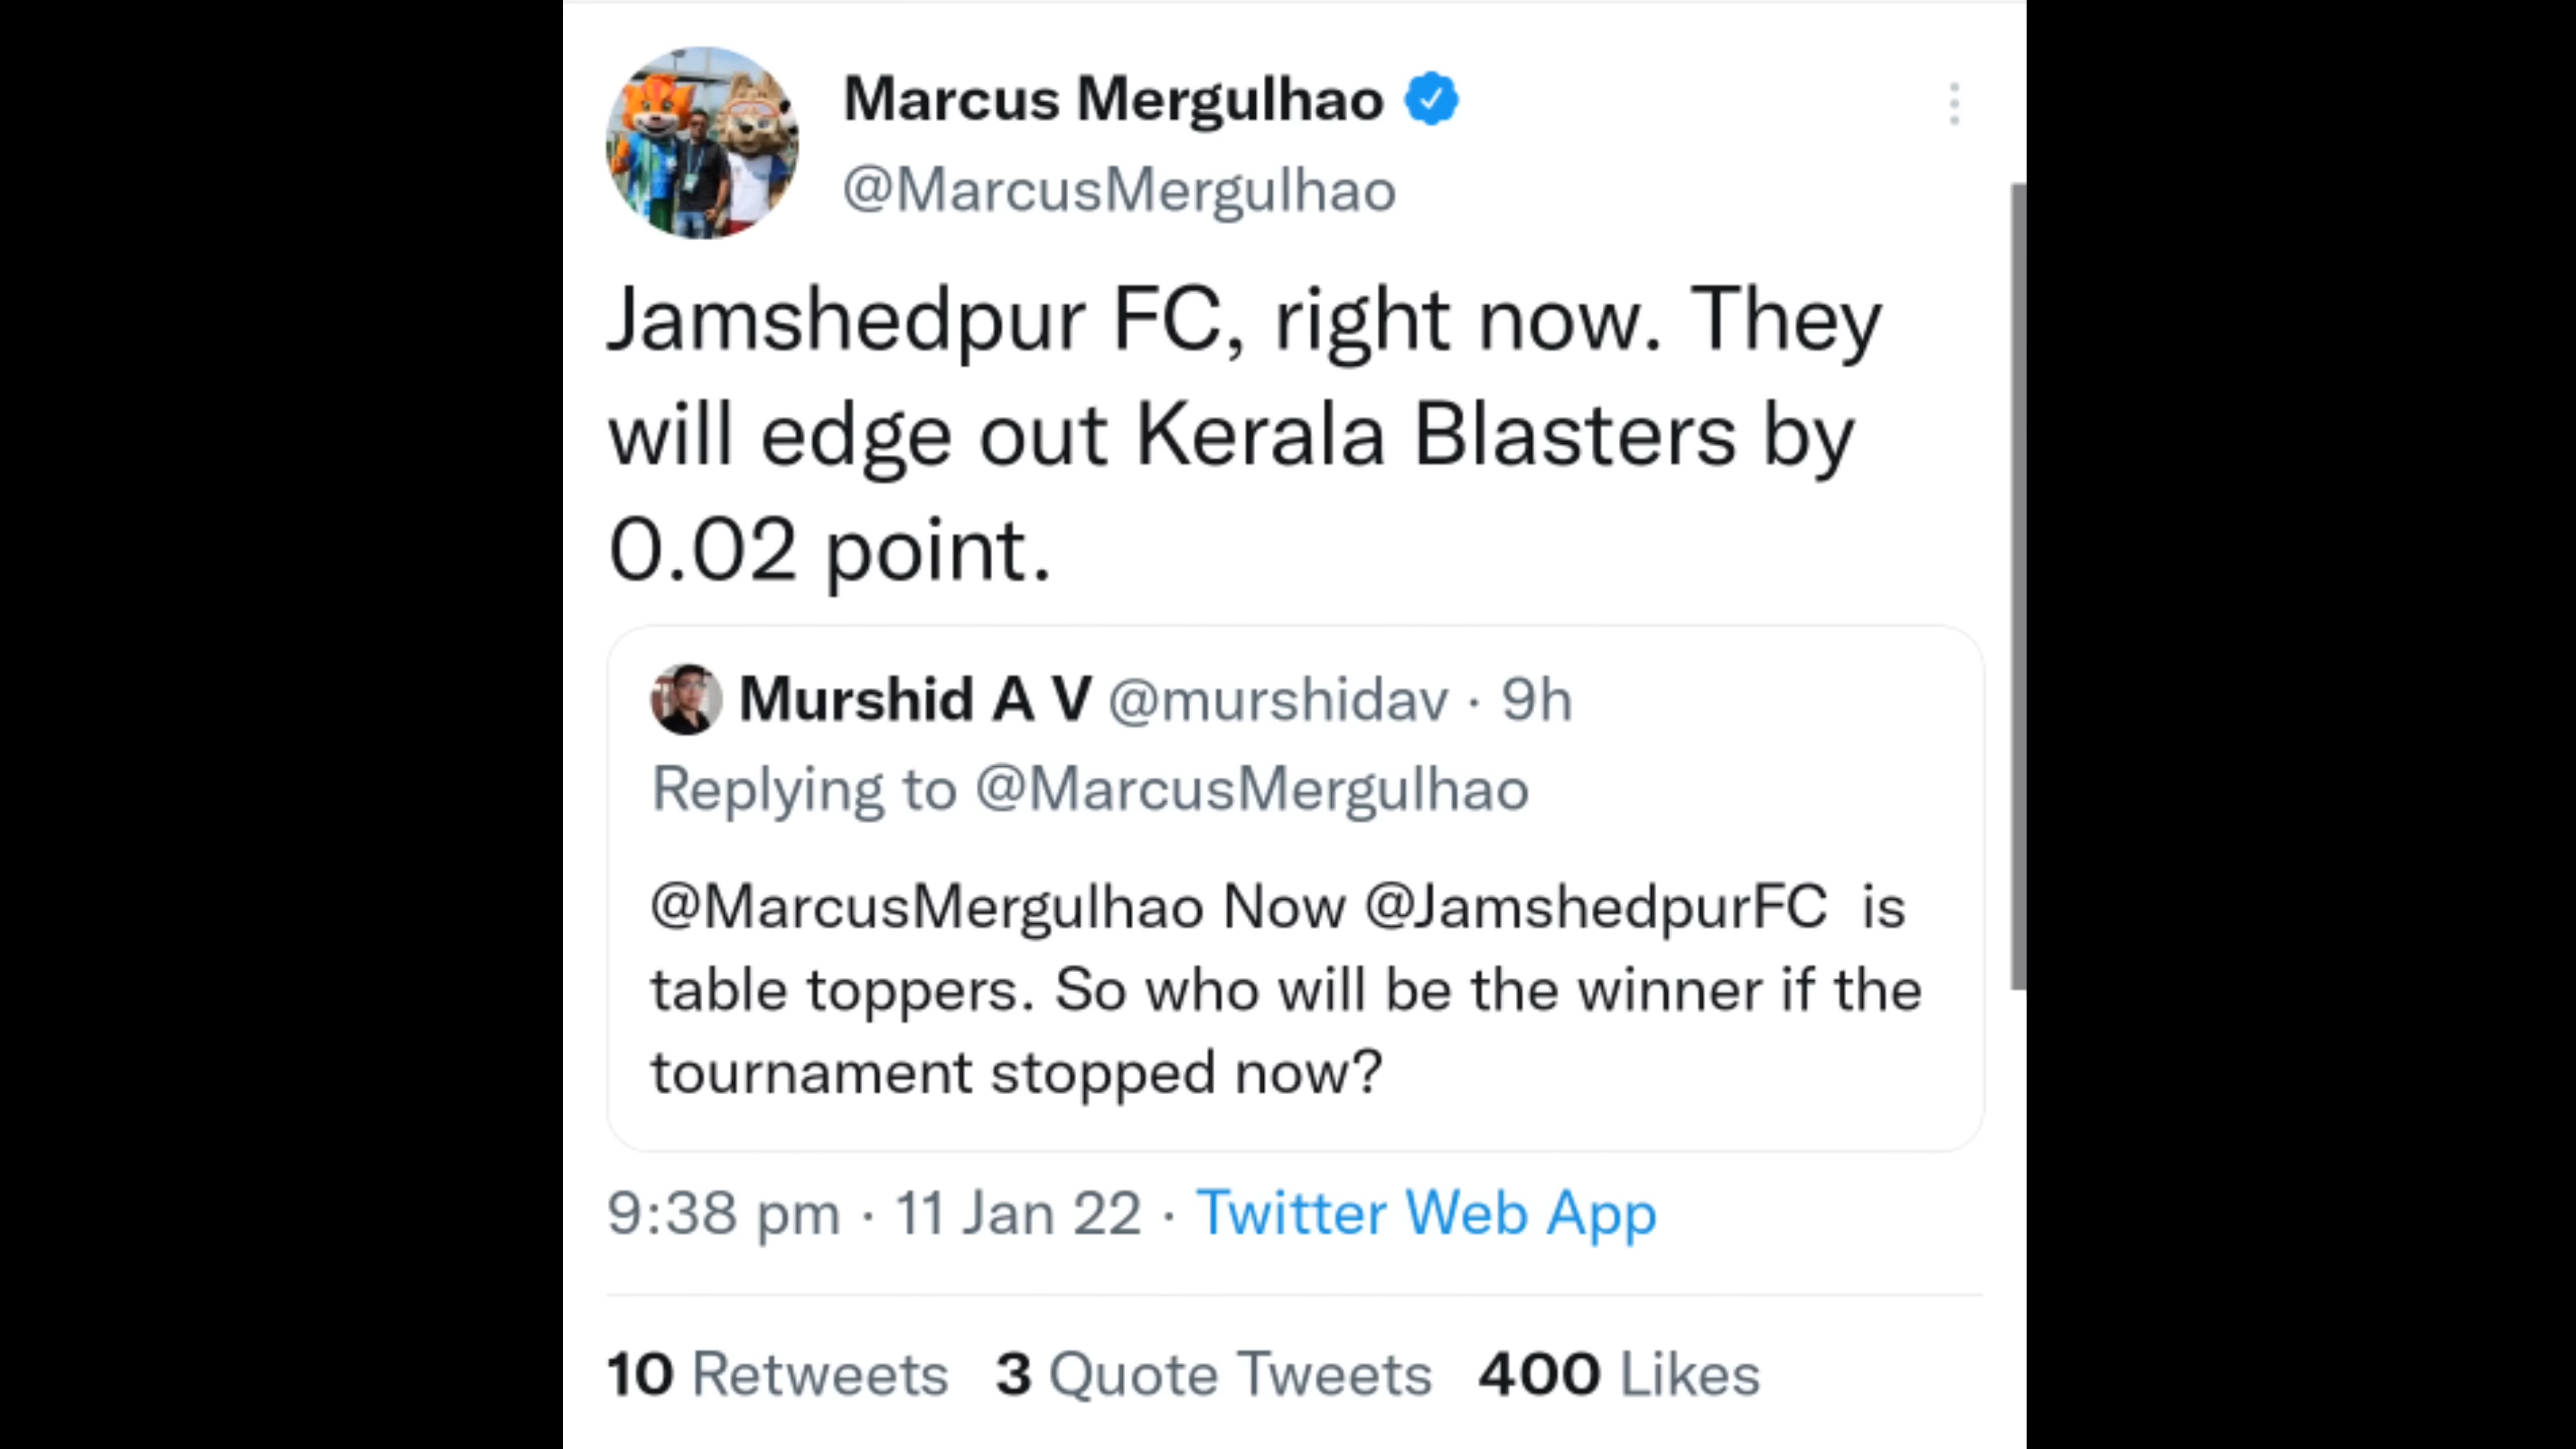 Marcus Mergulhao
@MarcusMergulhao
Jamshedpur FC, right now. They
will edge out Kerala Blasters by
0.02 point.
Murshid A V @murshidav · 9h
Replying to @MarcusMergulhao
@MarcusMergulhao Now @JamshedpurFC is
table toppers. So who will be the winner if the
tournament stopped now?
9:38 pm · 11 Jan 22 · Twitter Web App
10 Retweets 3 Quote Tweets 400 Likes